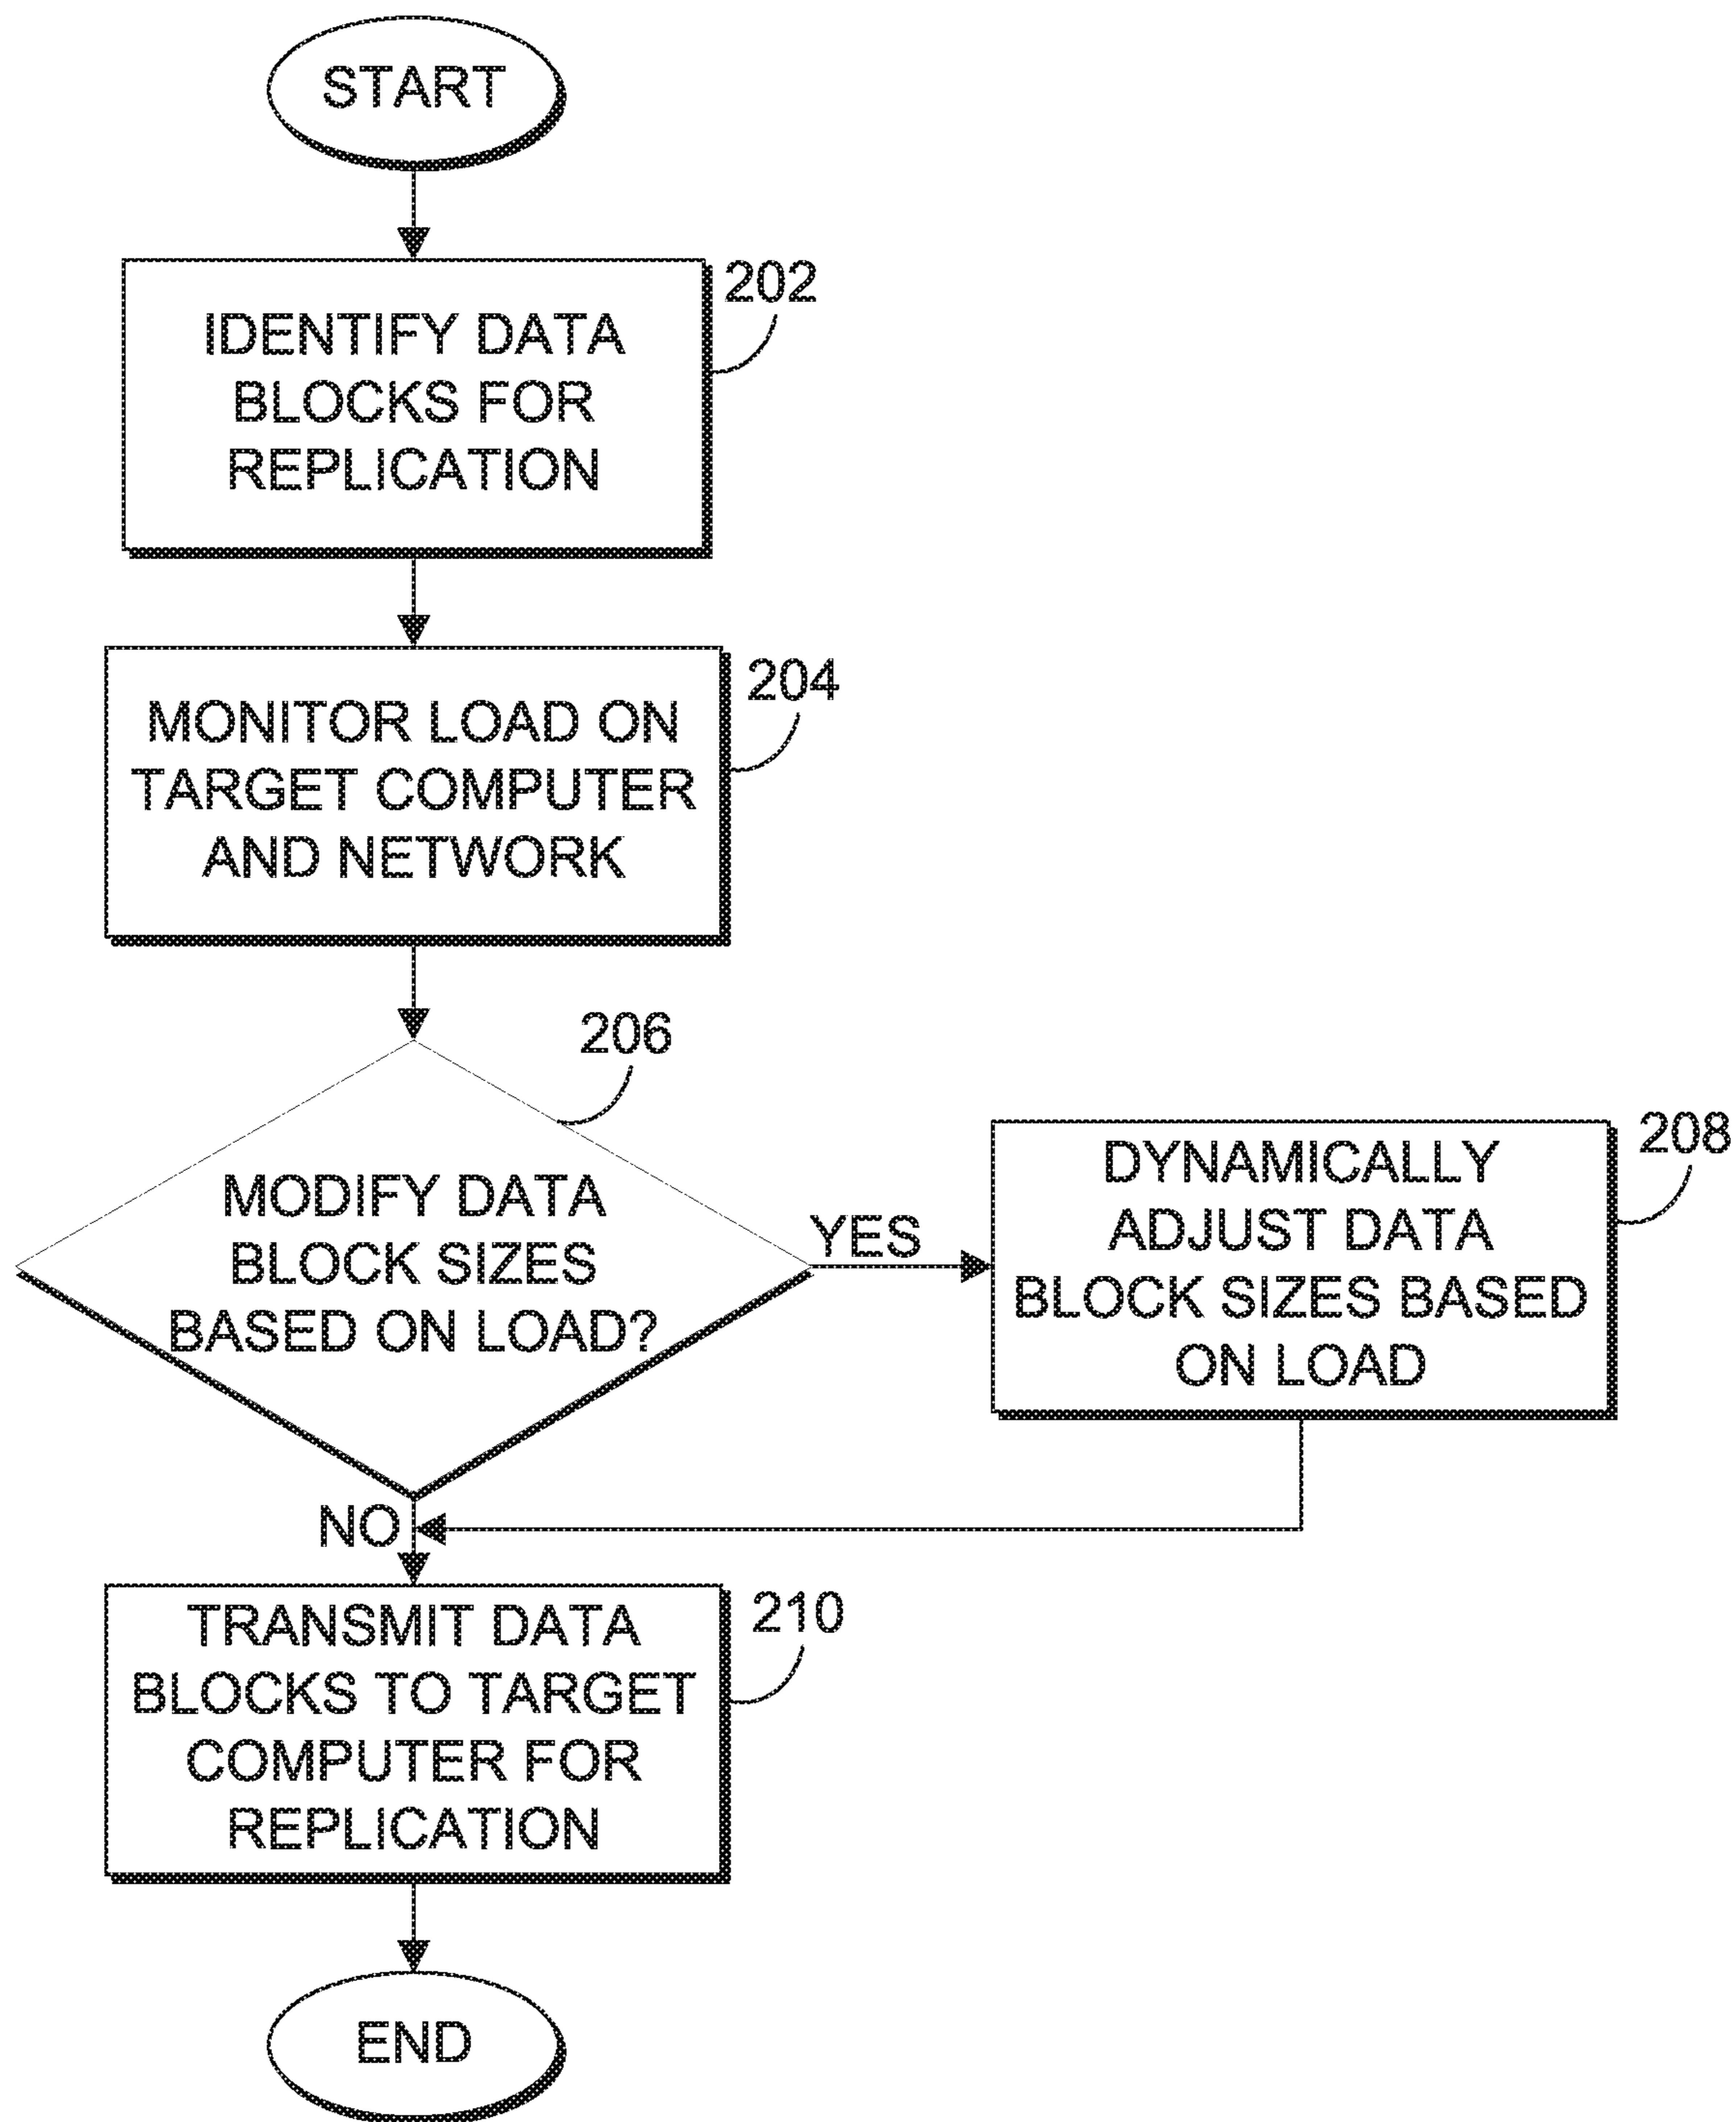 START
202
IDENTIFY DATA
BLOCKS FOR
REPLICATION
204
MONITOR LOAD ON
TARGET COMPUTER
AND NETWORK
206
MODIFY DATA
BLOCK SIZES
BASED ON LOAD?
YES
208
DYNAMICALLY
ADJUST DATA
BLOCK SIZES BASED
ON LOAD
NO
210
TRANSMIT DATA
BLOCKS TO TARGET
COMPUTER FOR
REPLICATION
END